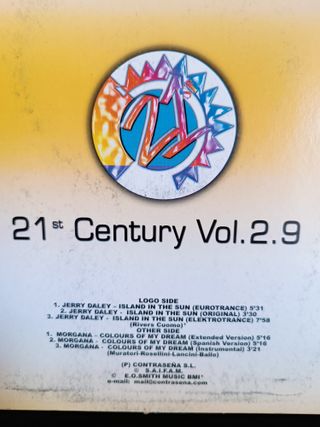 21
21st Century Vol.2.9
LOGO SIDE
1. JERRY DALEY - ISLAND IN THE SUN (EUROTRANCE) 5'31
2. JERRY DALEY - ISLAND IN THE SUN (ORIGINAL) 3'30
3. JERRY DALEY - ISLAND IN THE SUN (ELEKTROTRANCE) 7'58
(Rivers Cuomo*)
OTHER SIDE
1. MORGANA - COLOURS OF MY DREAM (Extended Version) 5'16
2. MORGANA - COLOURS OF MY DREAM (Spanish Version) 5'16
3. MORGANA - COLOURS OF MY DREAM (Instrumental) 3'21
(Muratori-Rosellini-Lancini-Ballo)
(P) CONTRASEÑA S.L.
© S.A.I.F.A.M.
© E.O.SMITH MUSIC BMI*
e-mail: mail@contrasena.com